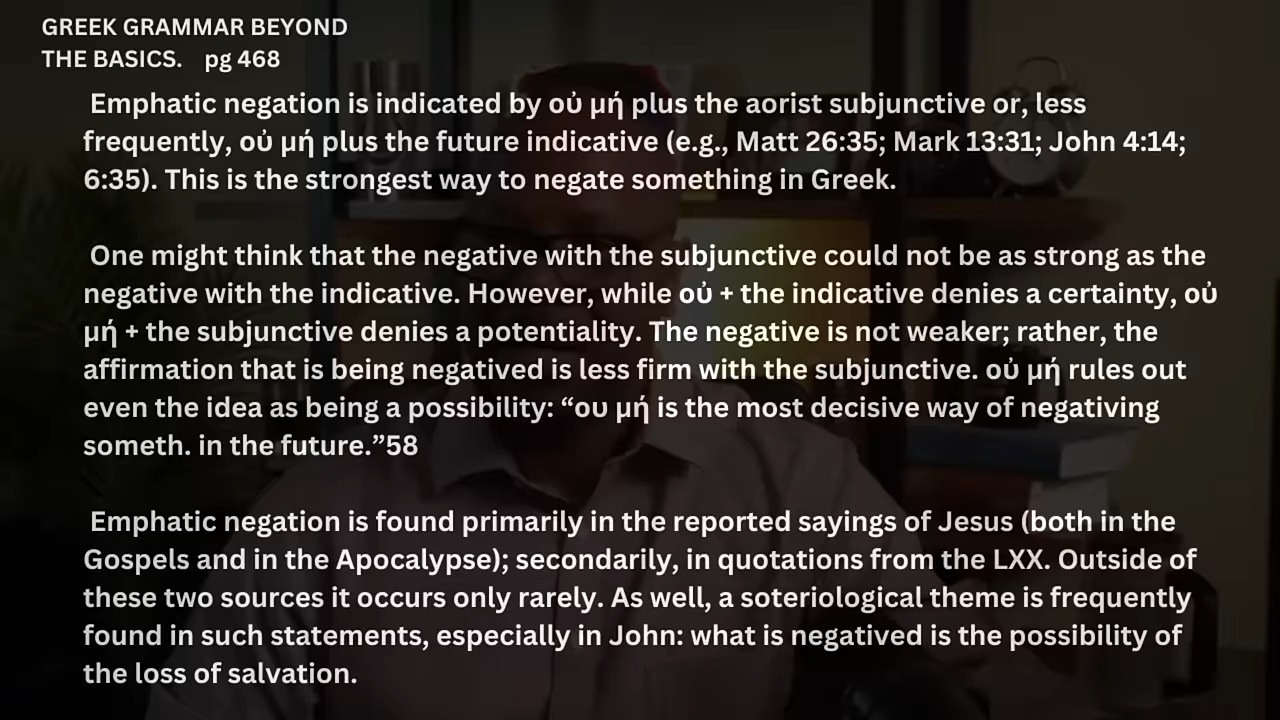 GREEK GRAMMAR BEYOND
THE BASICS. pg 468
Emphatic negation is indicated by οὐ μή plus the aorist subjunctive or, less
frequently, οὐ μή plus the future indicative (e.g., Matt 26:35; Mark 13:31; John 4:14;
6:35). This is the strongest way to negate something in Greek.
One might think that the negative with the subjunctive could not be as strong as the
negative with the indicative. However, while οὐ + the indicative denies a certainty, οὐ
μή + the subjunctive denies a potentiality. The negative is not weaker; rather, the
affirmation that is being negatived is less firm with the subjunctive. οὐ μή rules out
even the idea as being a possibility: “ου μή is the most decisive way of negativing
someth. in the future.”58
Emphatic negation is found primarily in the reported sayings of Jesus (both in the
Gospels and in the Apocalypse); secondarily, in quotations from the LXX. Outside of
these two sources it occurs only rarely. As well, a soteriological theme is frequently
found in such statements, especially in John: what is negatived is the possibility of
the loss of salvation.